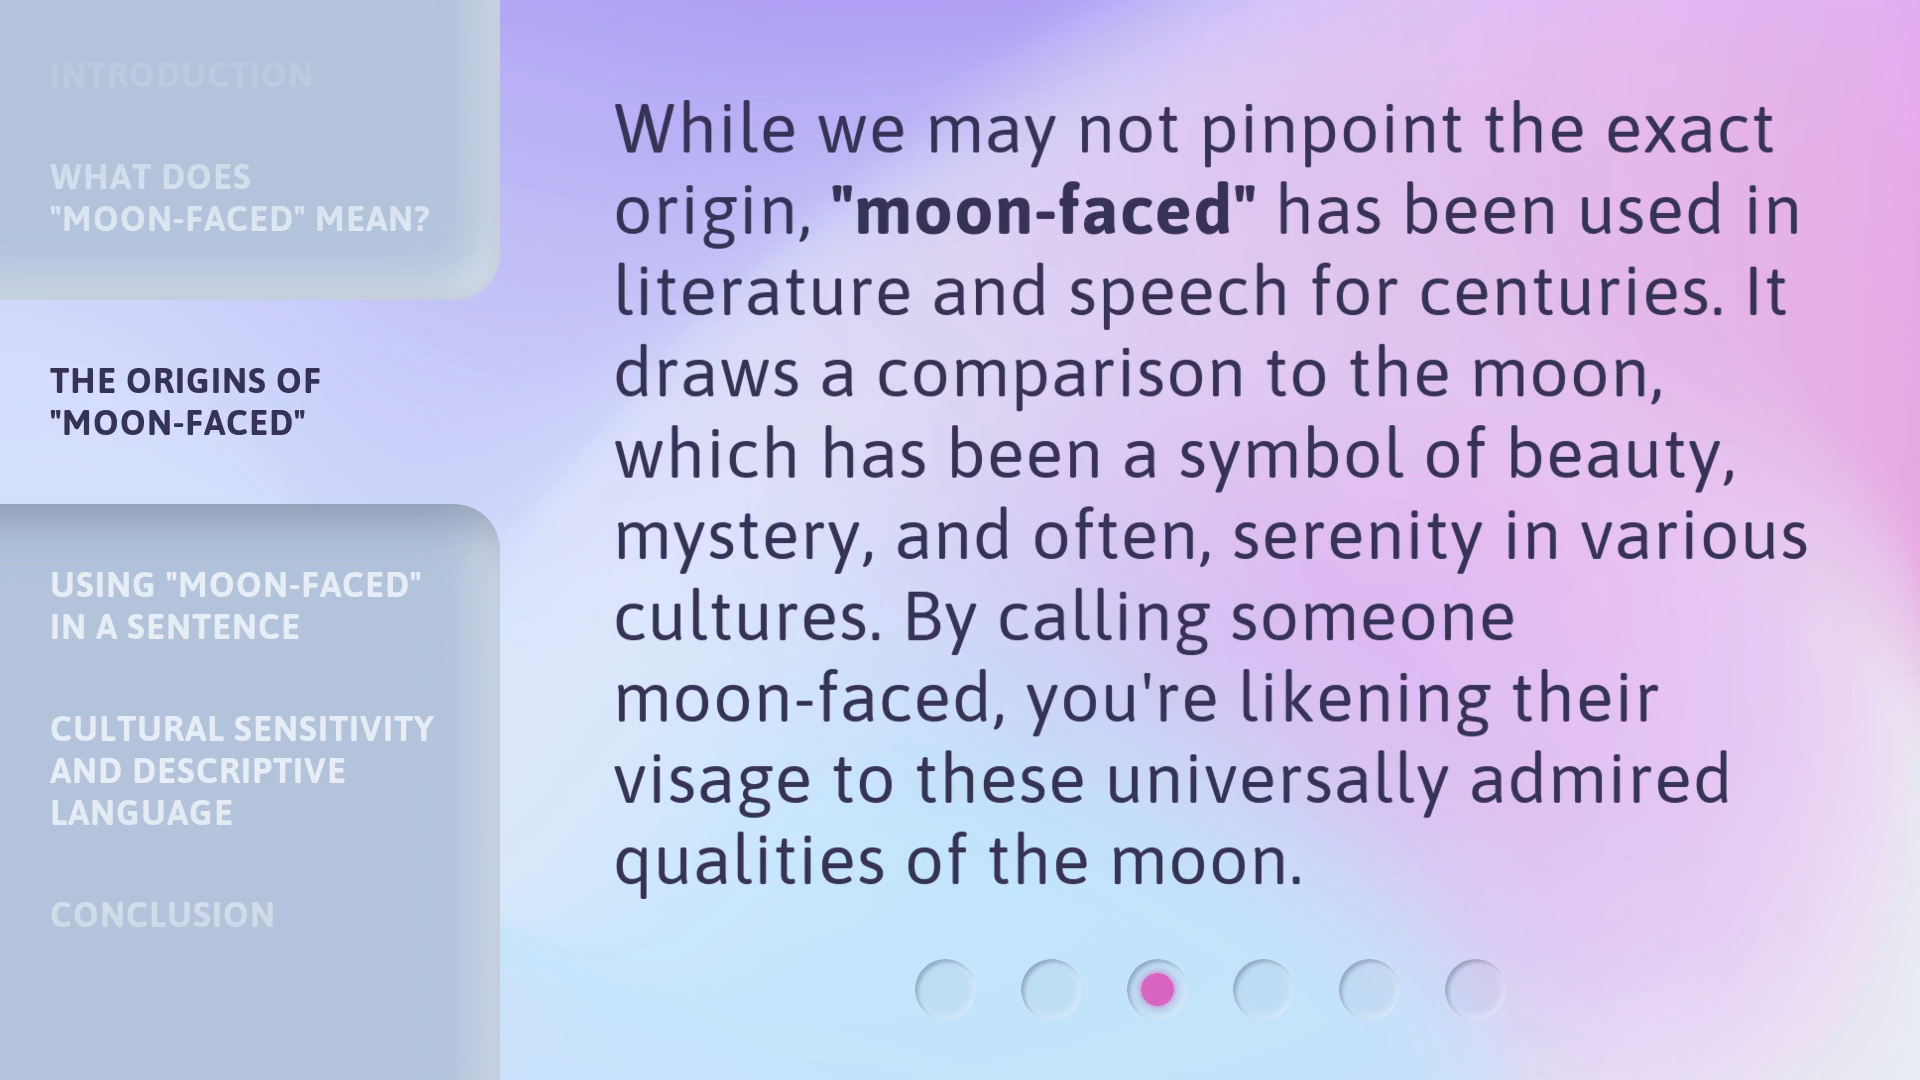 INTRODUCTION
WHAT DOES
"MOON-FACED" MEAN?
THE ORIGINS OF
"MOON-FACED"
USING "MOON-FACED"
IN A SENTENCE
CULTURAL SENSITIVITY
AND DESCRIPTIVE
LANGUAGE
CONCLUSION
While we may not pinpoint the exact
origin, "moon-faced" has been used in
literature and speech for centuries. It
draws a comparison to the moon,
which has been a symbol of beauty,
mystery, and often, serenity in various
cultures. By calling someone
moon-faced, you're likening their
visage to these universally admired
qualities of the moon.